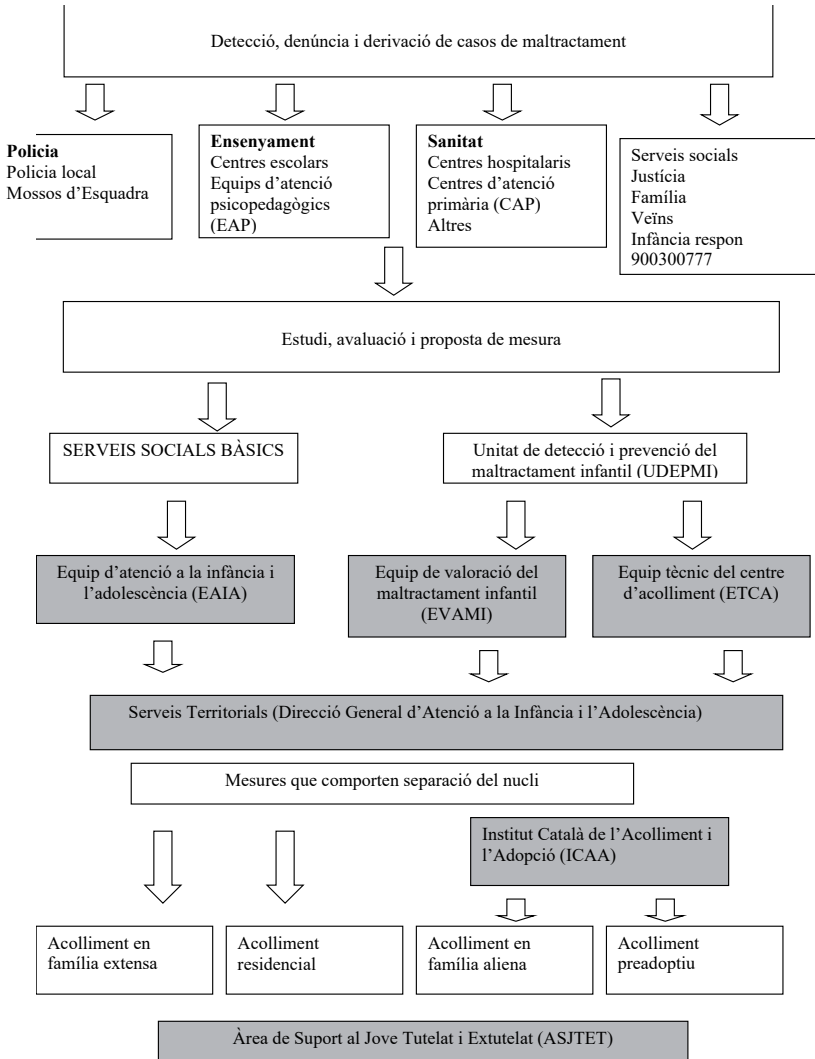 Detecció, denúncia i derivació de casos de maltractament
Policia
Policia local
Mossos d’Esquadra
Ensenyament
Centres escolars
Equips d’atenció
psicopedagògics
(EAP)
Sanitat
Centres hospitalaris
Centres d’atenció
primària (CAP)
Altres
Serveis socials
Justícia
Família
Veïns
Infància respon
900300777
Estudi, avaluació i proposta de mesura
SERVEIS SOCIALS BÀSICS
Unitat de detecció i prevenció del
maltractament infantil (UDEPMI)
Equip d’atenció a la infància i
l’adolescència (EAIA)
Equip de valoració del
maltractament infantil
(EVAMI)
Equip tècnic del centre
d’acolliment (ETCA)
Serveis Territorials (Direcció General d’Atenció a la Infància i l’Adolescència)
Mesures que comporten separació del nucli
Institut Català de l’Acolliment i
l’Adopció (ICAA)
Acolliment en
família extensa
Acolliment
residencial
Acolliment en
família aliena
Acolliment
preadoptiu
Àrea de Suport al Jove Tutelat i Extutelat (ASJTET)